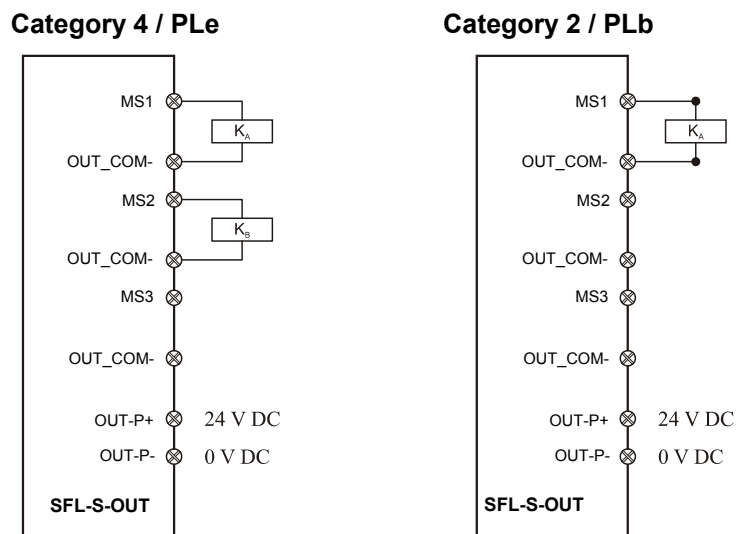 Category 4 / PLe
MS1
K_A
OUT_COM-
MS2
K_B
OUT_COM-
MS3
OUT_COM-
OUT-P+ 24 V DC
OUT-P- 0 V DC
SFL-S-OUT
Category 2 / PLb
MS1
K_A
OUT_COM-
MS2
OUT_COM-
MS3
OUT_COM-
OUT-P+ 24 V DC
OUT-P- 0 V DC
SFL-S-OUT